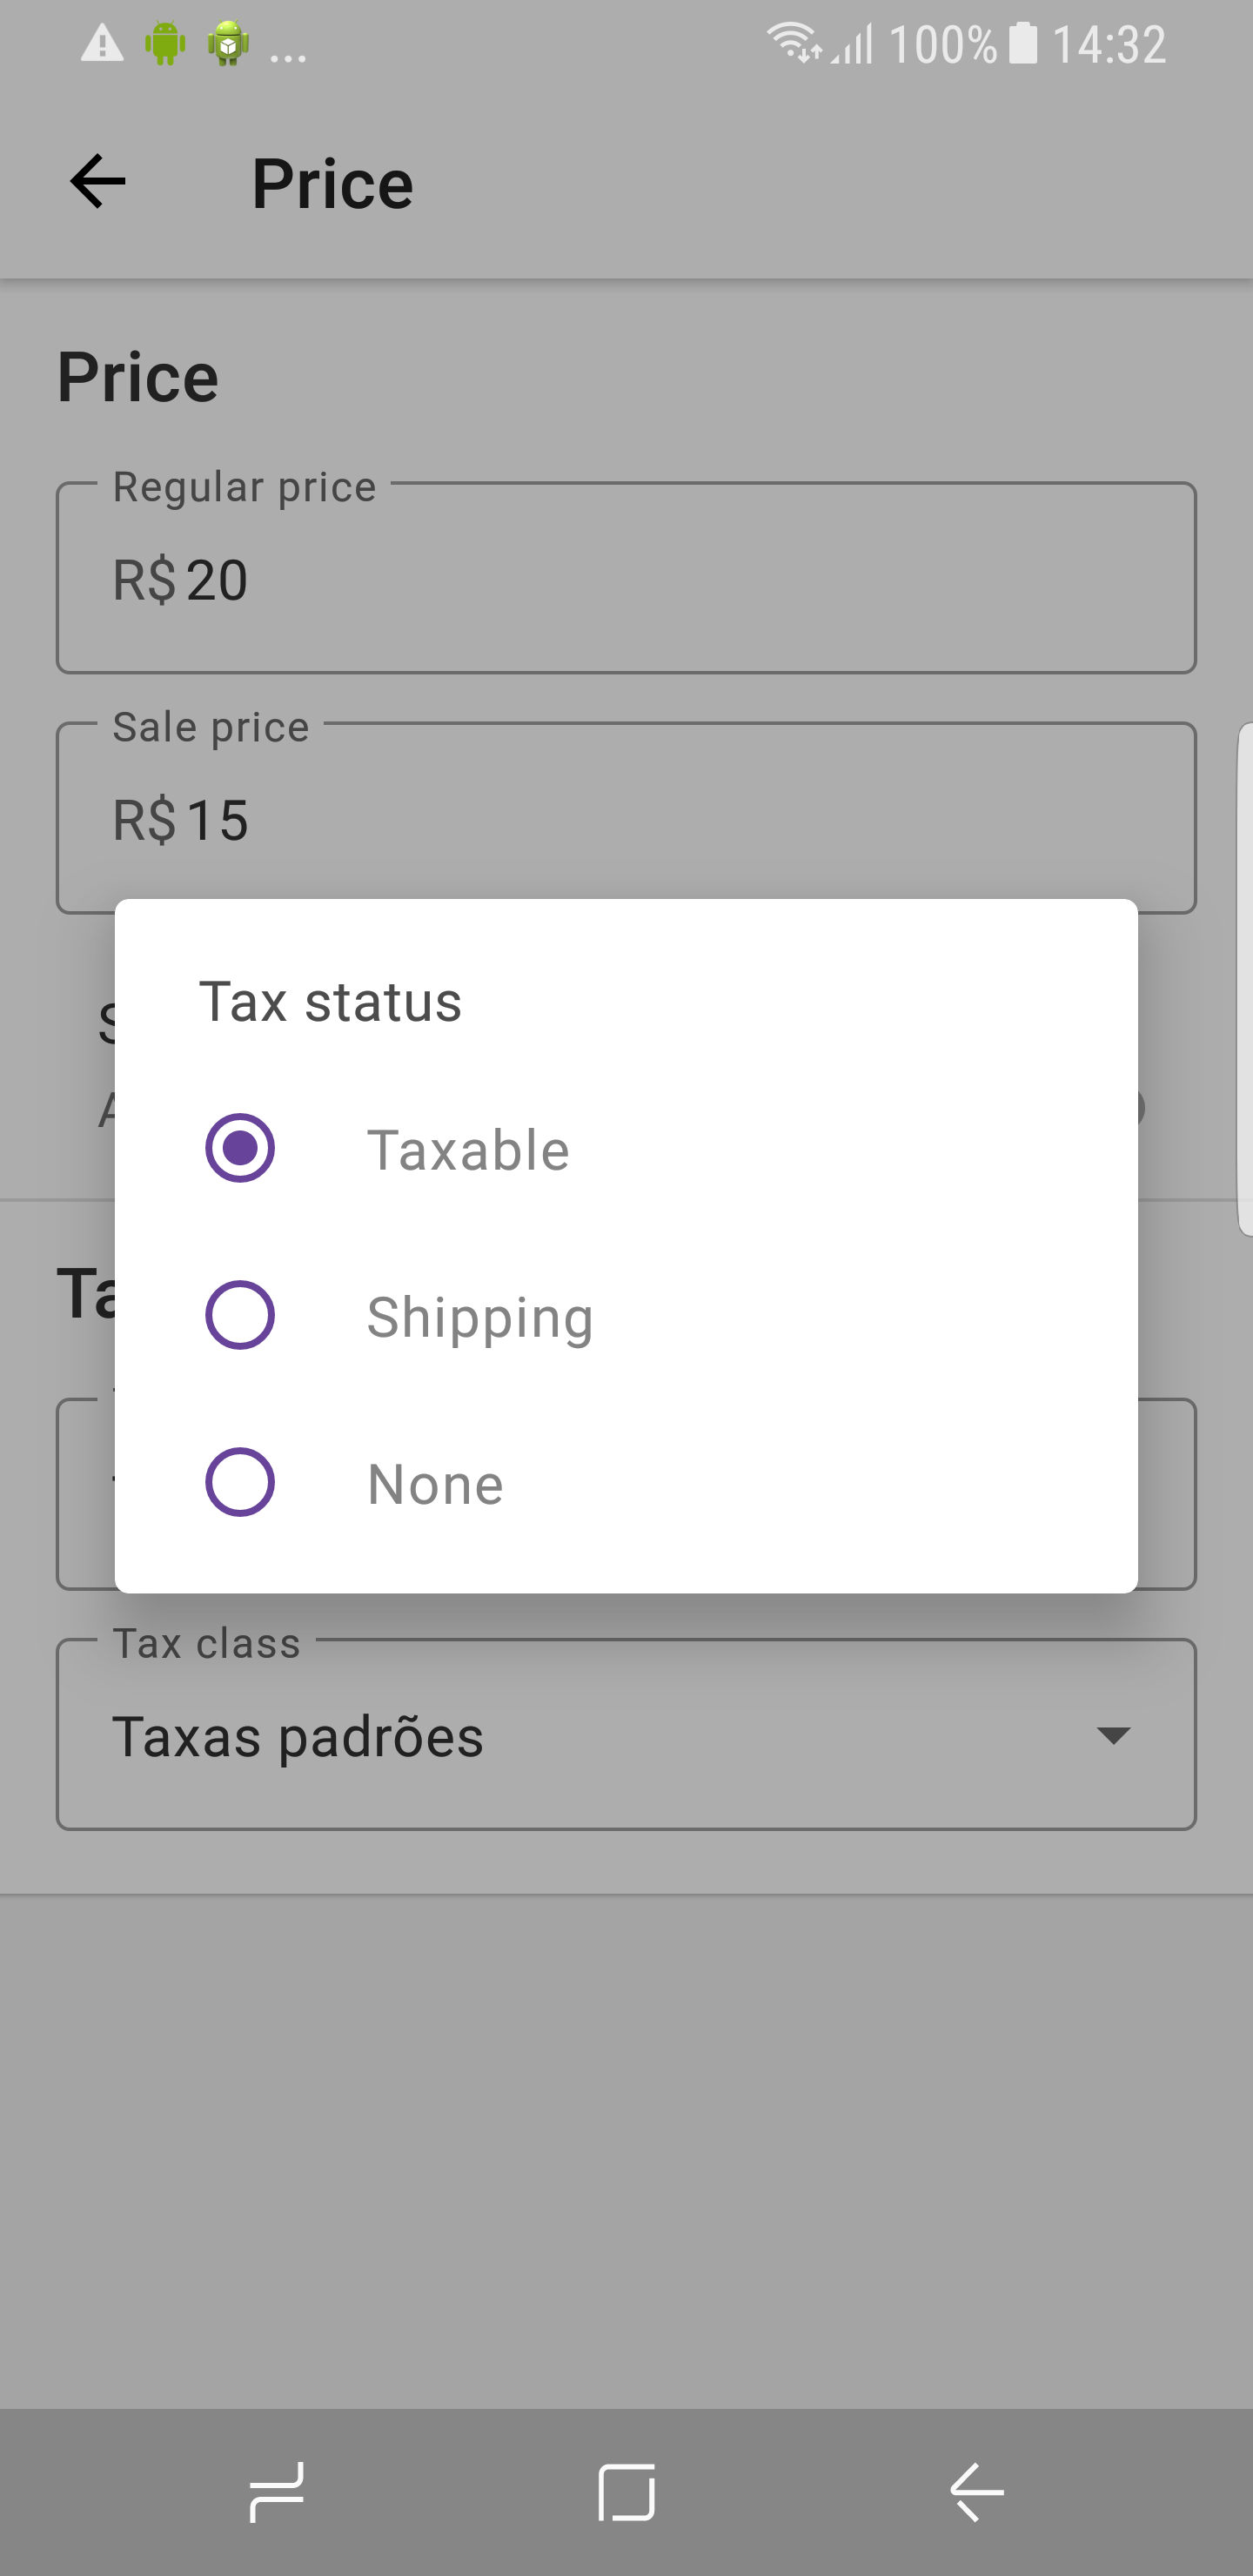 ... 100% 14:32
Price
Price
Regular price
R$ 20
Sale price
R$ 15
Tax status
Taxable
Shipping
None
Tax class
Taxas padrões